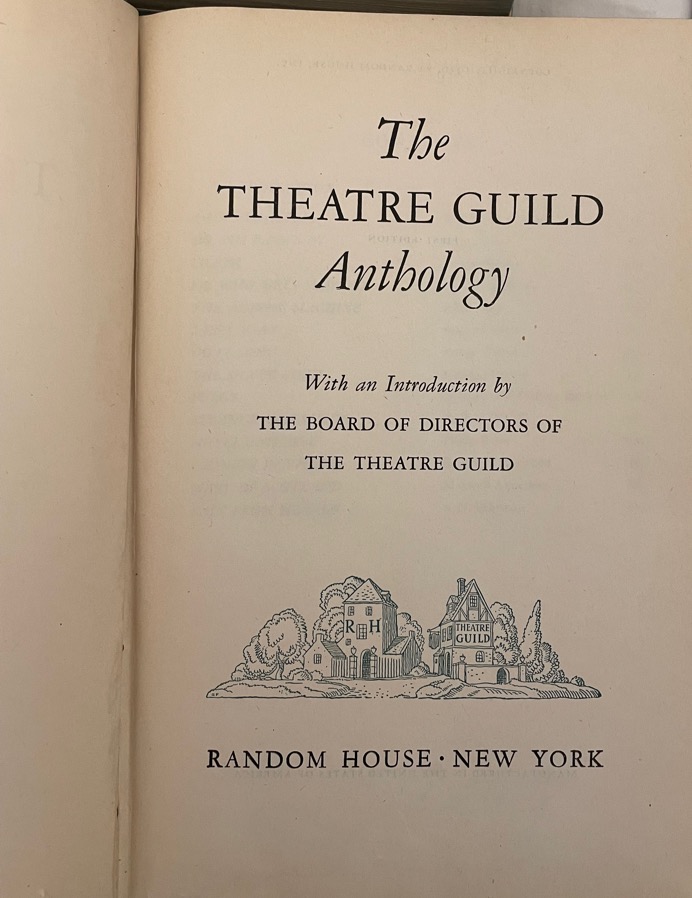 The
THEATRE GUILD
Anthology
With an Introduction by
THE BOARD OF DIRECTORS OF
THE THEATRE GUILD
R H
THEATRE
GUILD
RANDOM HOUSE · NEW YORK